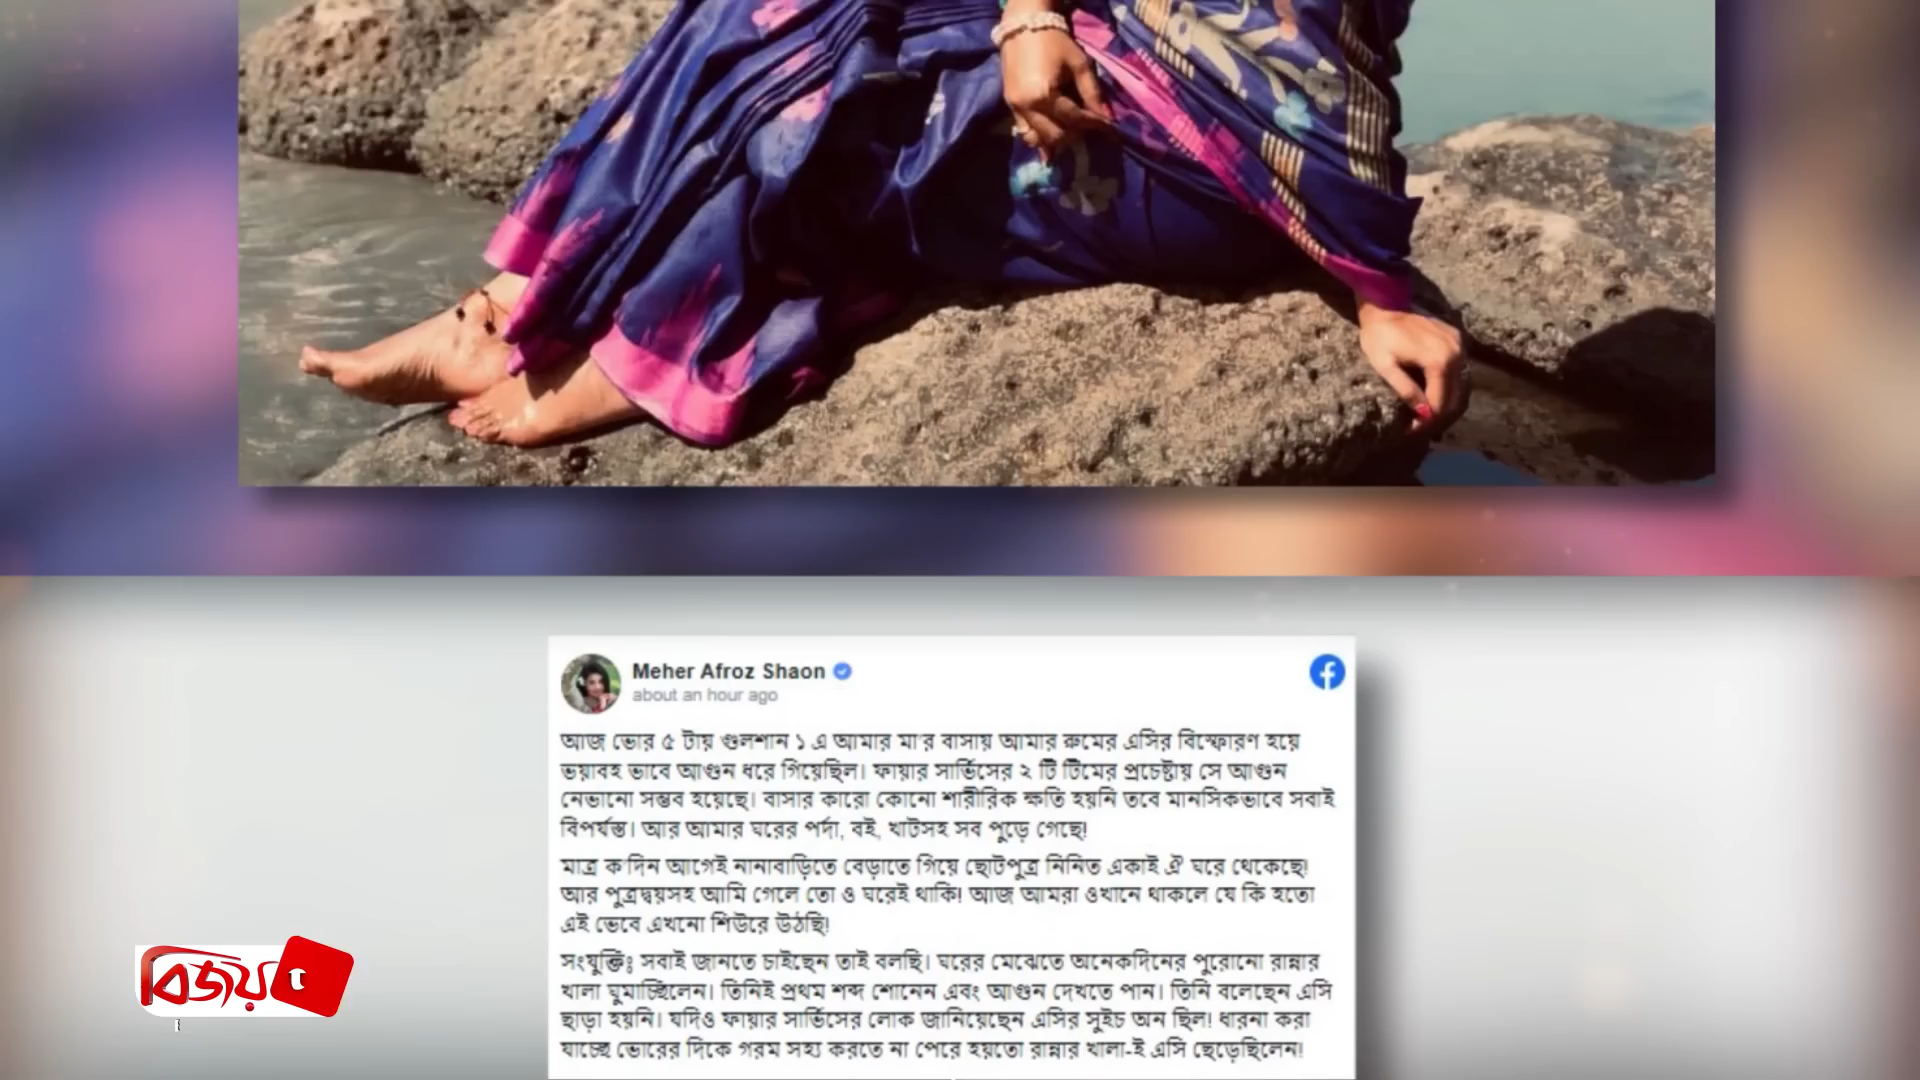 Meher Afroz Shaon
about an hour ago
আজ ভোর ৫ টায় গুলশান ১ এ আমার মা'র বাসায় আমার রুমের এসির বিস্ফোরণ হয়ে
ভয়াবহ ভাবে আগুন ধরে গিয়েছিল। ফায়ার সার্ভিসের ২ টি টিমের প্রচেষ্টায় সে আগুন
নেভানো সম্ভব হয়েছে। বাসার কারো কোনো শারীরিক ক্ষতি হয়নি তবে মানসিকভাবে সবাই
বিপর্যস্ত। আর আমার ঘরের পর্দা, বই, খাটসহ সব পুড়ে গেছে!
মাত্র ক'দিন আগেই নানাবাড়িতে বেড়াতে গিয়ে ছোটপুত্র নিনিত একাই ঐ ঘরে থেকেছে!
আর পুত্রদ্বয়সহ আমি গেলে তো ও ঘরেই থাকি! আজ আমরা ওখানে থাকলে যে কি হতো
এই ভেবে এখনো শিউরে উঠছি!
সংযুক্তিঃ সবাই জানতে চাইছেন তাই বলছি। ঘরের মেঝেতে অনেকদিনের পুরোনো রান্নার
খালা ঘুমাচ্ছিলেন। তিনিই প্রথম শব্দ শোনেন এবং আগুন দেখতে পান। তিনি বলেছেন এসি
ছাড়া হয়নি। যদিও ফায়ার সার্ভিসের লোক জানিয়েছেন এসির সুইচ অন ছিল! ধারনা করা
যাচ্ছে ভোরের দিকে গরম সহ্য করতে না পেরে হয়তো রান্নার খালা-ই এসি ছেড়েছিলেন!
বিজয়